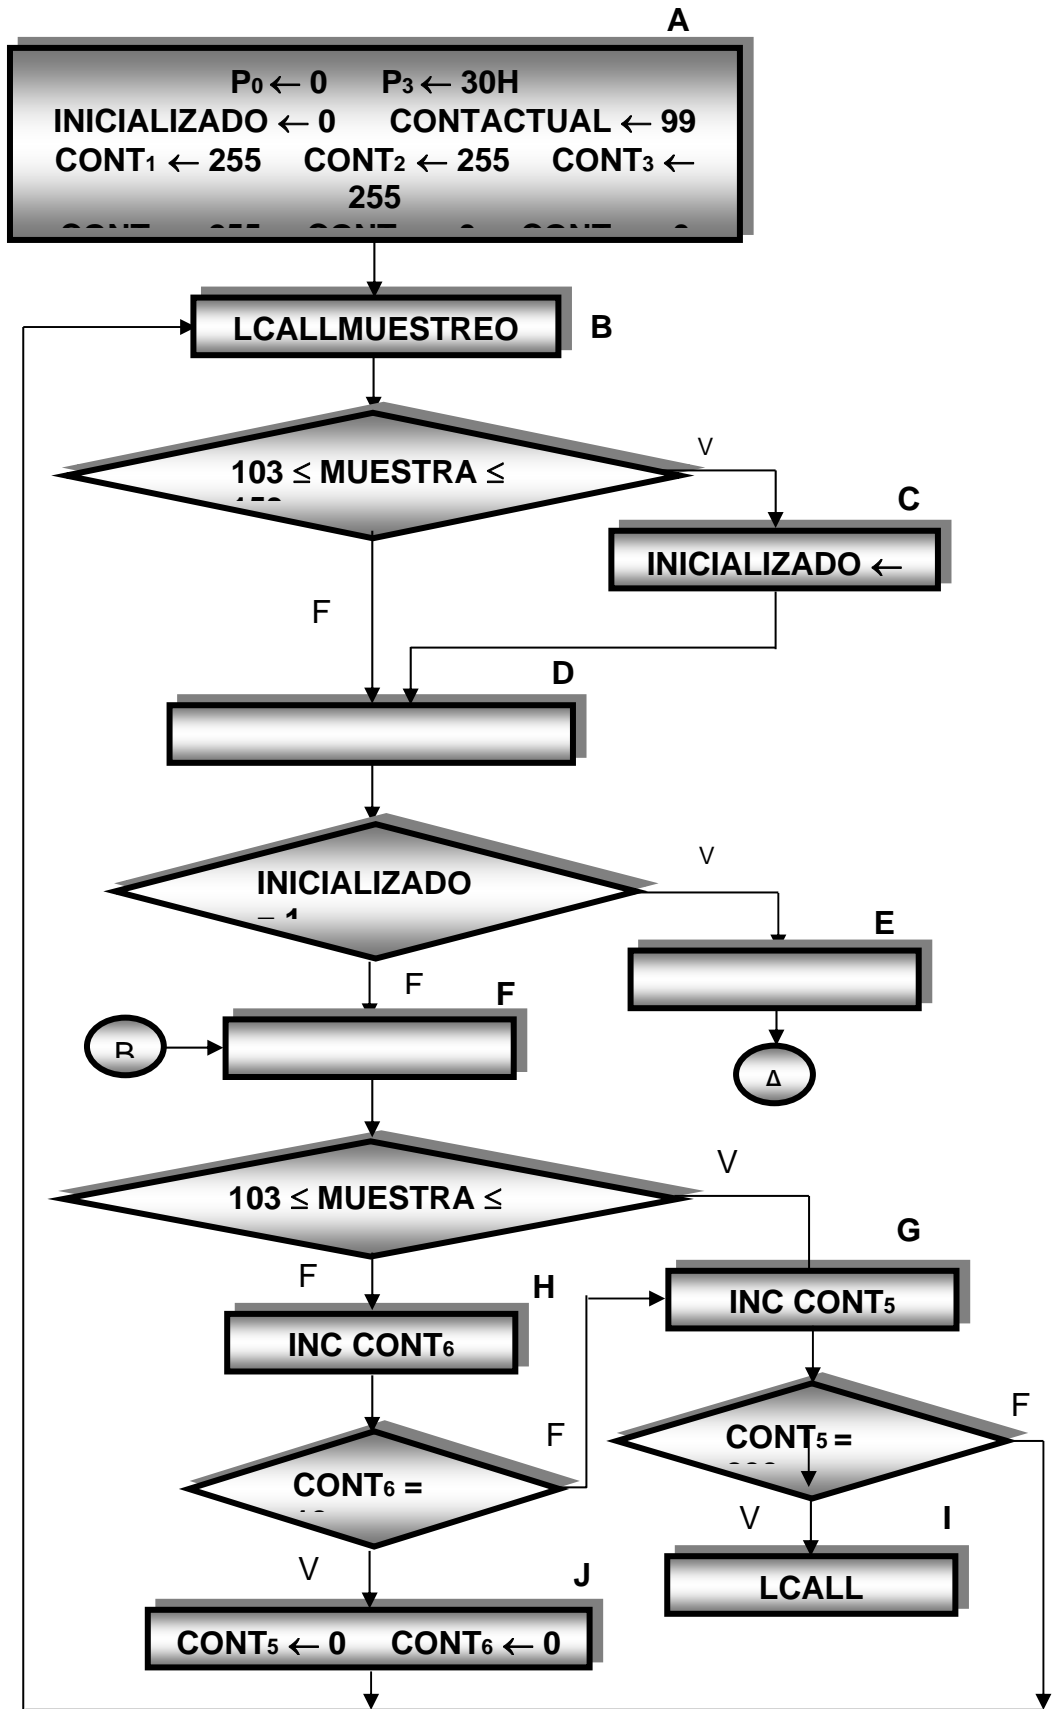 A
P0 ← 0 P3 ← 30H
INICIALIZADO ← 0 CONTACTUAL ← 99
CONT1 ← 255 CONT2 ← 255 CONT3 ←
255
LCALLMUESTREO
B
103 ≤ MUESTRA ≤
V
C
INICIALIZADO ←
F
D
INICIALIZADO
= 1
V
E
F
F
B
A
103 ≤ MUESTRA ≤
V
G
F
H
INC CONT5
INC CONT6
F
CONT5 =
F
CONT6 =
V
I
V
J
LCALL
CONT5 ← 0 CONT6 ← 0